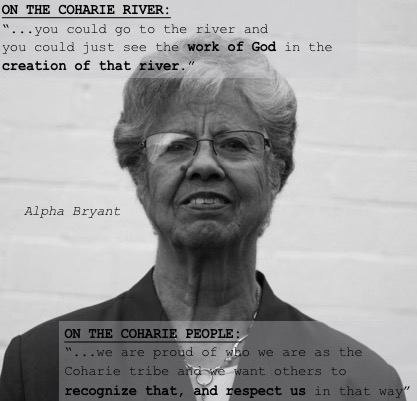 ON THE COHARIE RIVER:
“...you could go to the river and
you could just see the work of God in the
creation of that river.”
Alpha Bryant
ON THE COHARIE PEOPLE:
“...we are proud of who we are as the
Coharie tribe and we want others to
recognize that, and respect us in that way”